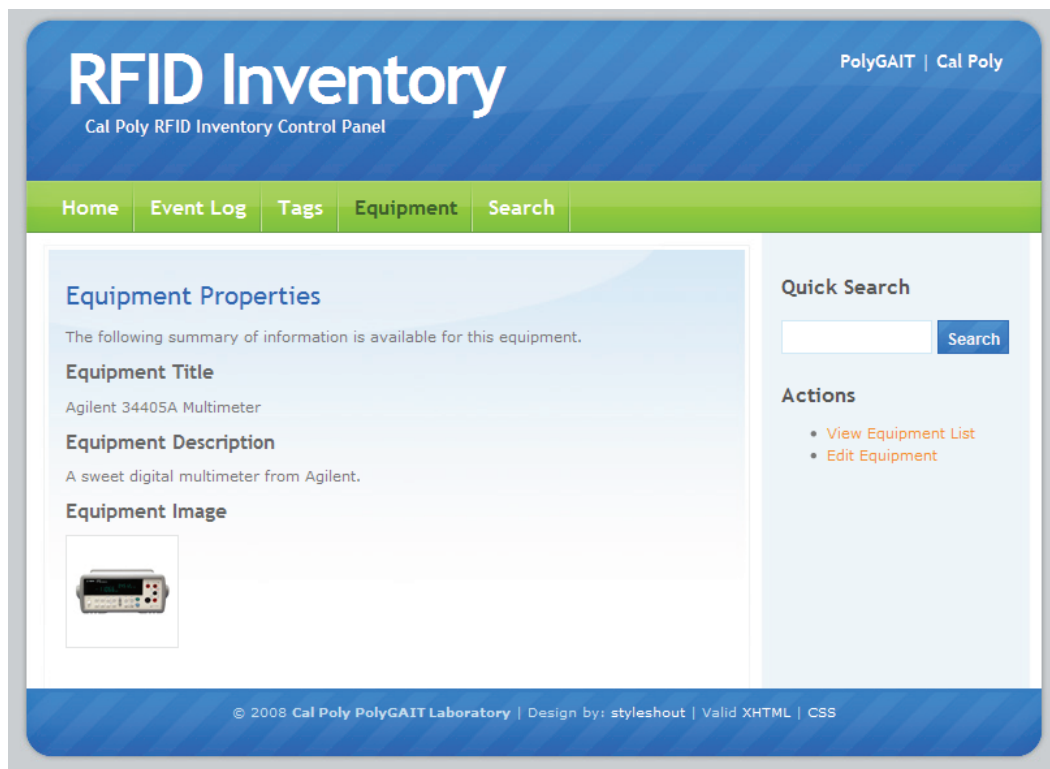 RFID Inventory
Cal Poly RFID Inventory Control Panel
PolyGAIT | Cal Poly
Home Event Log Tags Equipment Search
Equipment Properties
The following summary of information is available for this equipment.
Equipment Title
Agilent 34405A Multimeter
Equipment Description
A sweet digital multimeter from Agilent.
Equipment Image
Quick Search
Search
Actions
• View Equipment List
• Edit Equipment
© 2008 Cal Poly PolyGAIT Laboratory | Design by: styleshout | Valid XHTML | CSS